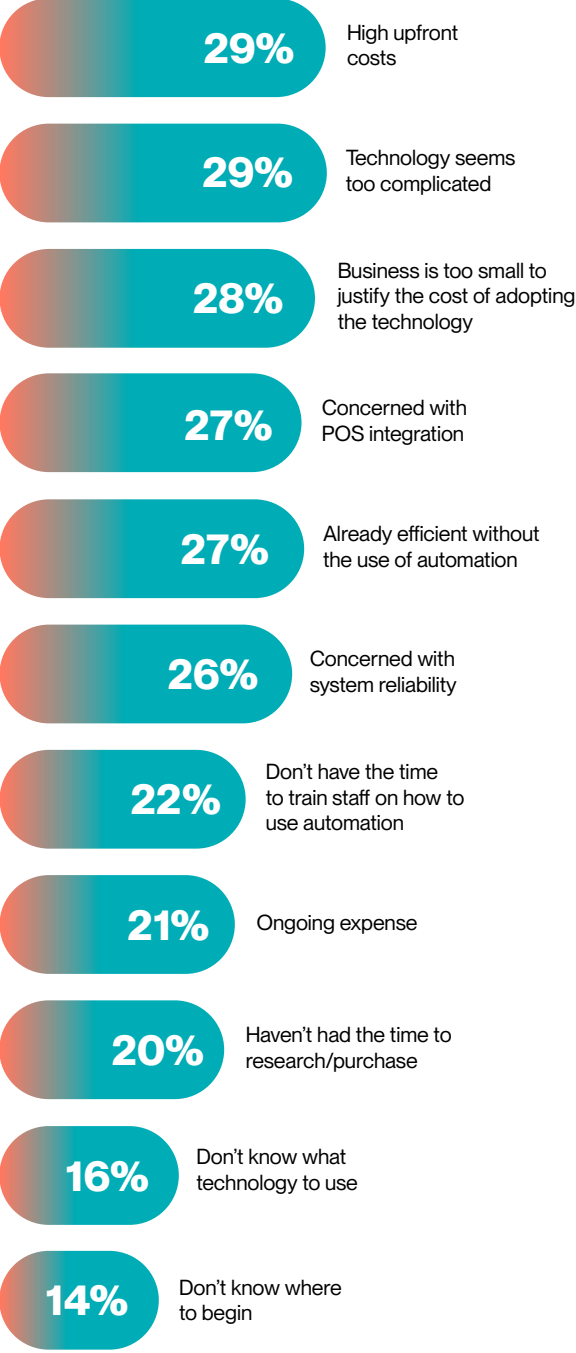 29%
High upfront
costs
29%
Technology seems
too complicated
28%
Business is too small to
justify the cost of adopting
the technology
27%
Concerned with
POS integration
27%
Already efficient without
the use of automation
26%
Concerned with
system reliability
22%
Don’t have the time
to train staff on how to
use automation
21%
Ongoing expense
20%
Haven’t had the time to
research/purchase
16%
Don’t know what
technology to use
14%
Don’t know where
to begin